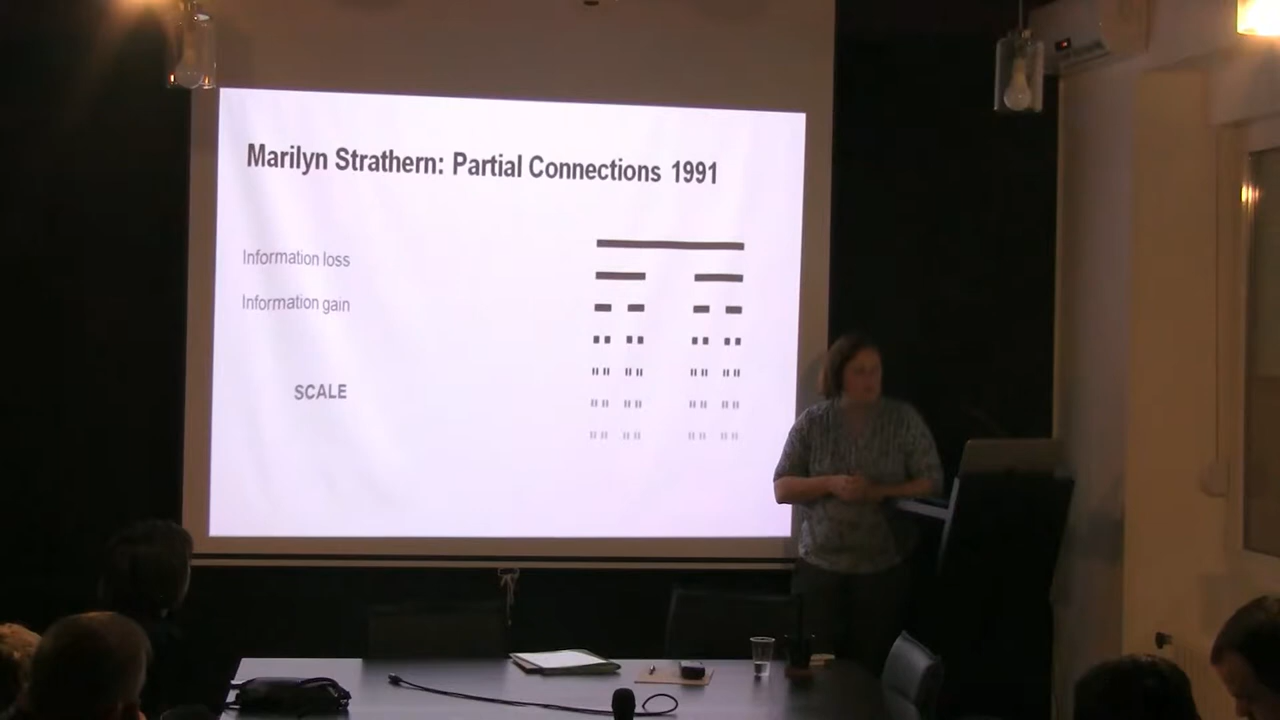 Marilyn Strathern: Partial Connections 1991
Information loss
Information gain
SCALE